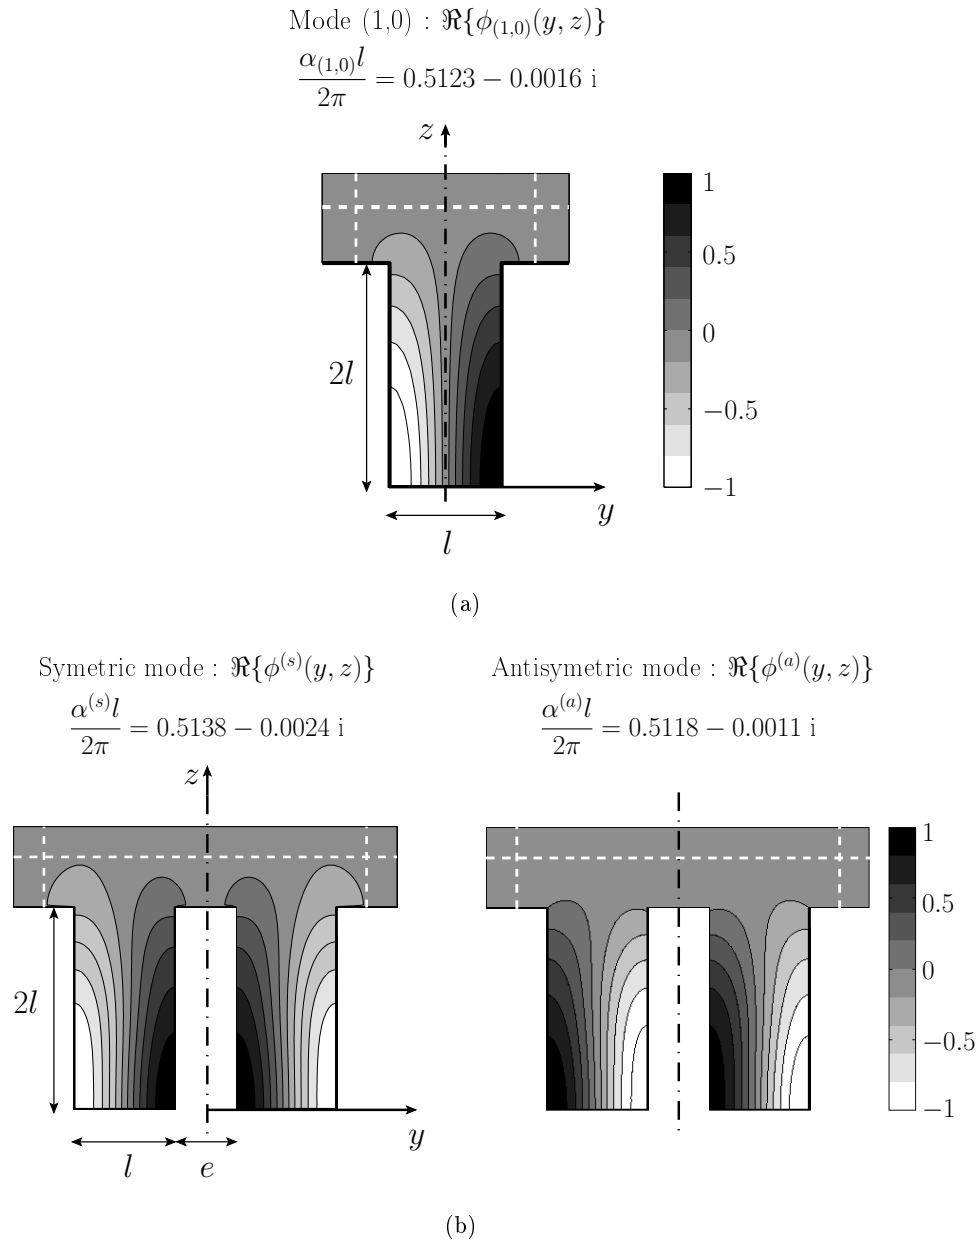 Mode (1,0) : ℜ{ϕ_(1,0)(y, z)}
α_(1,0) l / 2π = 0.5123 − 0.0016 i
z
1
0.5
0
−0.5
−1
2l
y
l
(a)
Symetric mode : ℜ{ϕ^(s)(y, z)}
α^(s) l / 2π = 0.5138 − 0.0024 i
Antisymetric mode : ℜ{ϕ^(a)(y, z)}
α^(a) l / 2π = 0.5118 − 0.0011 i
z
2l
l
e
y
1
0.5
0
−0.5
−1
(b)